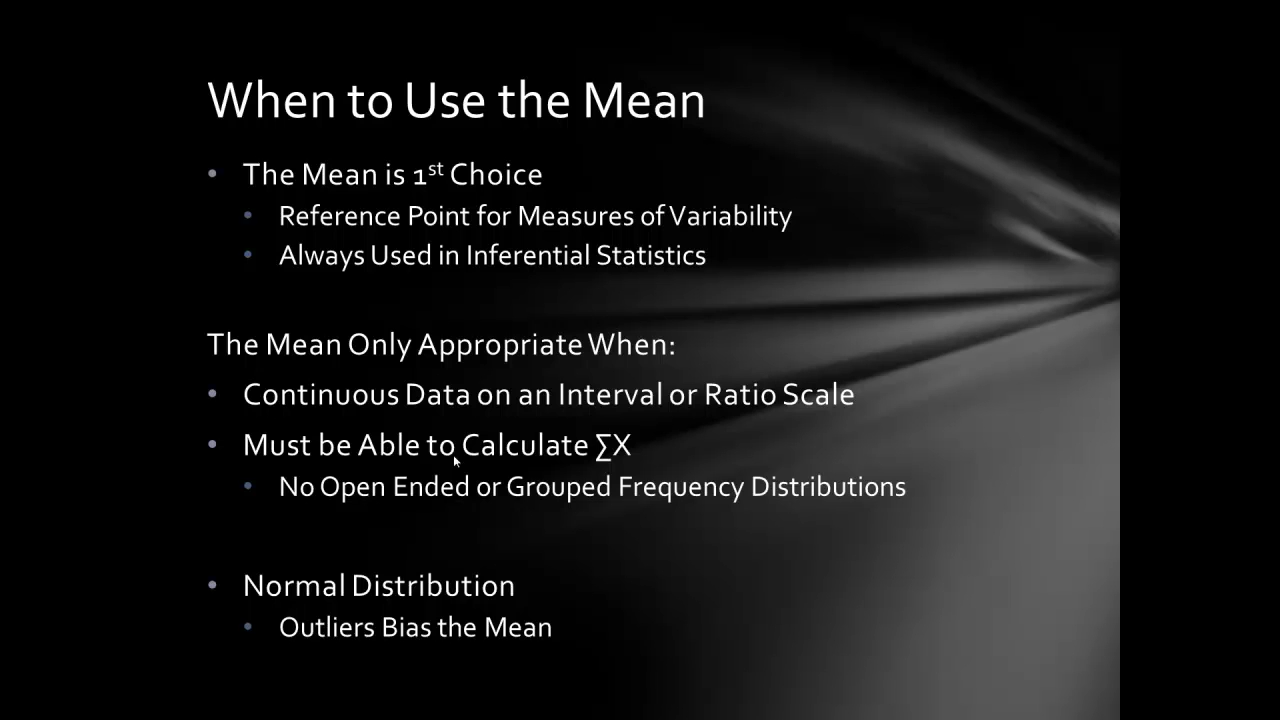 When to Use the Mean
• The Mean is 1st Choice
• Reference Point for Measures of Variability
• Always Used in Inferential Statistics
The Mean Only Appropriate When:
• Continuous Data on an Interval or Ratio Scale
• Must be Able to Calculate ∑X
• No Open Ended or Grouped Frequency Distributions
• Normal Distribution
• Outliers Bias the Mean